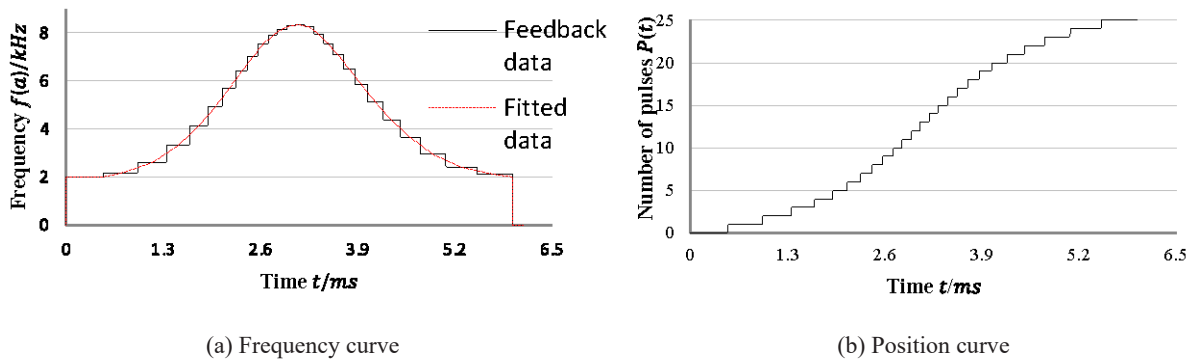 Frequency f(a)/kHz
8
6
4
2
0
Feedback
data
Fitted
data
0 1.3 2.6 3.9 5.2 6.5
Time t/ms
(a) Frequency curve
Number of pulses P(t)
25
20
15
10
5
0
0 1.3 2.6 3.9 5.2 6.5
Time t/ms
(b) Position curve